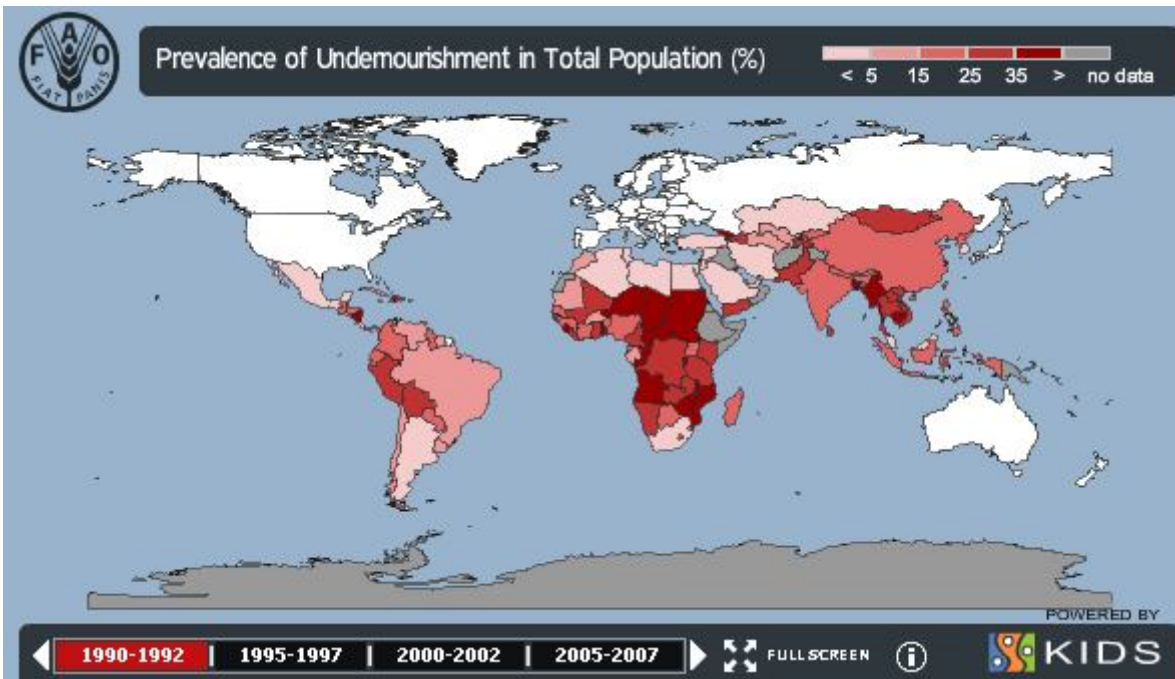 F A O
FIAT PANIS
Prevalence of Undernourishment in Total Population (%)
< 5 15 25 35 > no data
POWERED BY
1990-1992 | 1995-1997 | 2000-2002 | 2005-2007
FULLSCREEN
i
KIDS